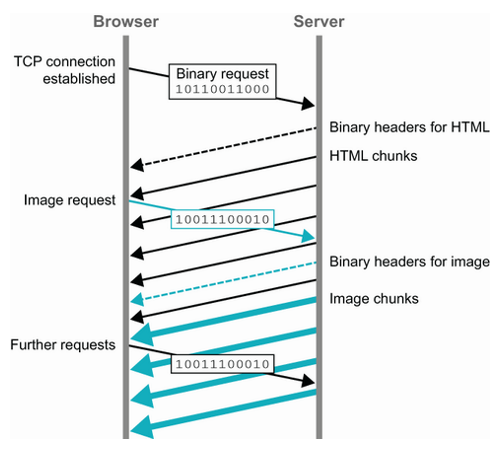 Browser
Server
TCP connection
established
Binary request
10110011000
Binary headers for HTML
HTML chunks
Image request
10011100010
Binary headers for image
Image chunks
Further requests
10011100010